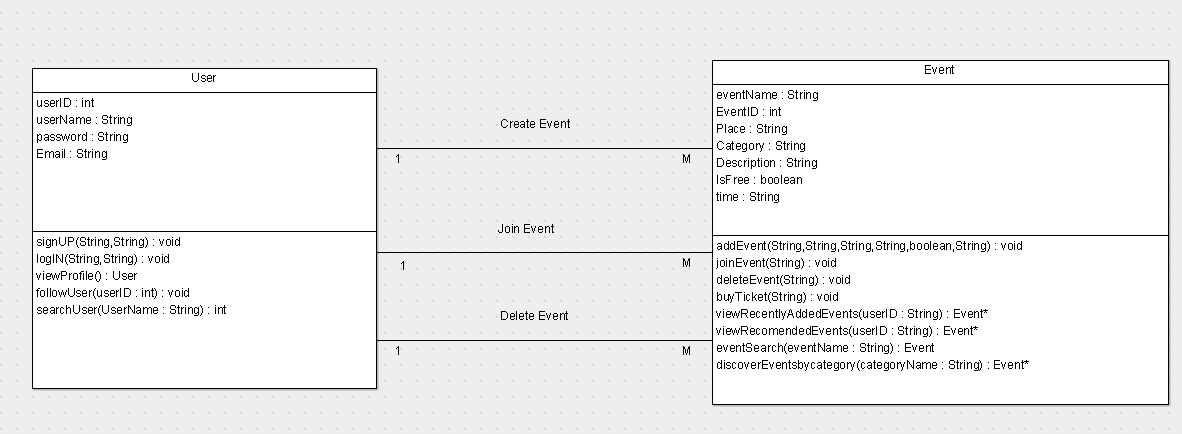 User
userID : int
userName : String
password : String
Email : String
signUP(String,String) : void
logIN(String,String) : void
viewProfile() : User
followUser(userID : int) : void
searchUser(UserName : String) : int
Create Event
1
M
Join Event
1
M
Delete Event
1
M
Event
eventName : String
EventID : int
Place : String
Category : String
Description : String
IsFree : boolean
time : String
addEvent(String,String,String,String,boolean,String) : void
joinEvent(String) : void
deleteEvent(String) : void
buyTicket(String) : void
viewRecentlyAddedEvents(userID : String) : Event*
viewRecomendedEvents(userID : String) : Event*
eventSearch(eventName : String) : Event
discoverEventsbycategory(categoryName : String) : Event*